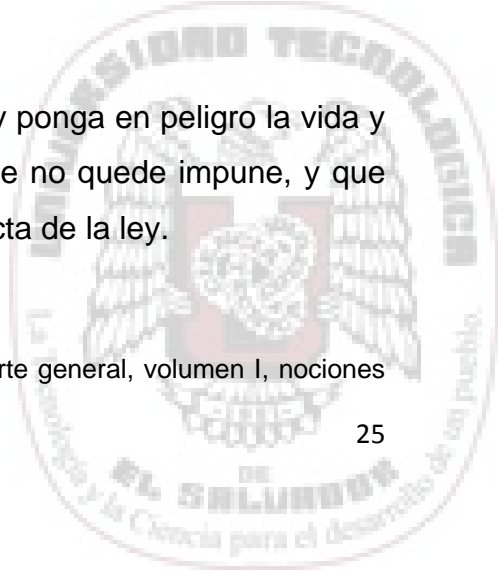 y ponga en peligro la vida y
e no quede impune, y que
cta de la ley.
rte general, volumen I, nociones
25
UNIVERSIDAD TECNOLOGICA
DE
EL SALVADOR
La Tecnología y la Ciencia para el desarrollo de un pueblo.